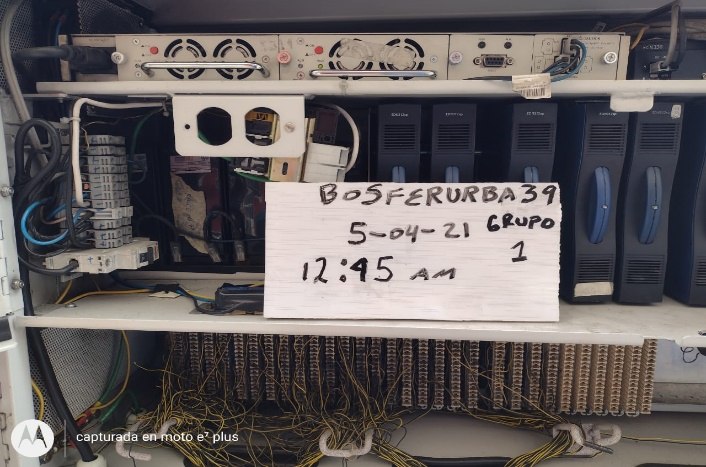 BOSFERURBA39
5-04-21 GRUPO
1
12:45 AM
capturada en moto e⁷ plus